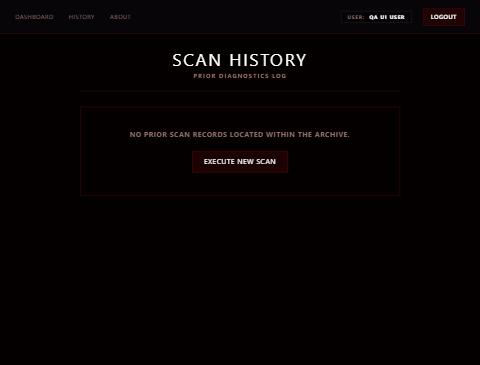 DASHBOARD HISTORY ABOUT USER: QA UI USER LOGOUT
SCAN HISTORY
PRIOR DIAGNOSTICS LOG
NO PRIOR SCAN RECORDS LOCATED WITHIN THE ARCHIVE.
EXECUTE NEW SCAN